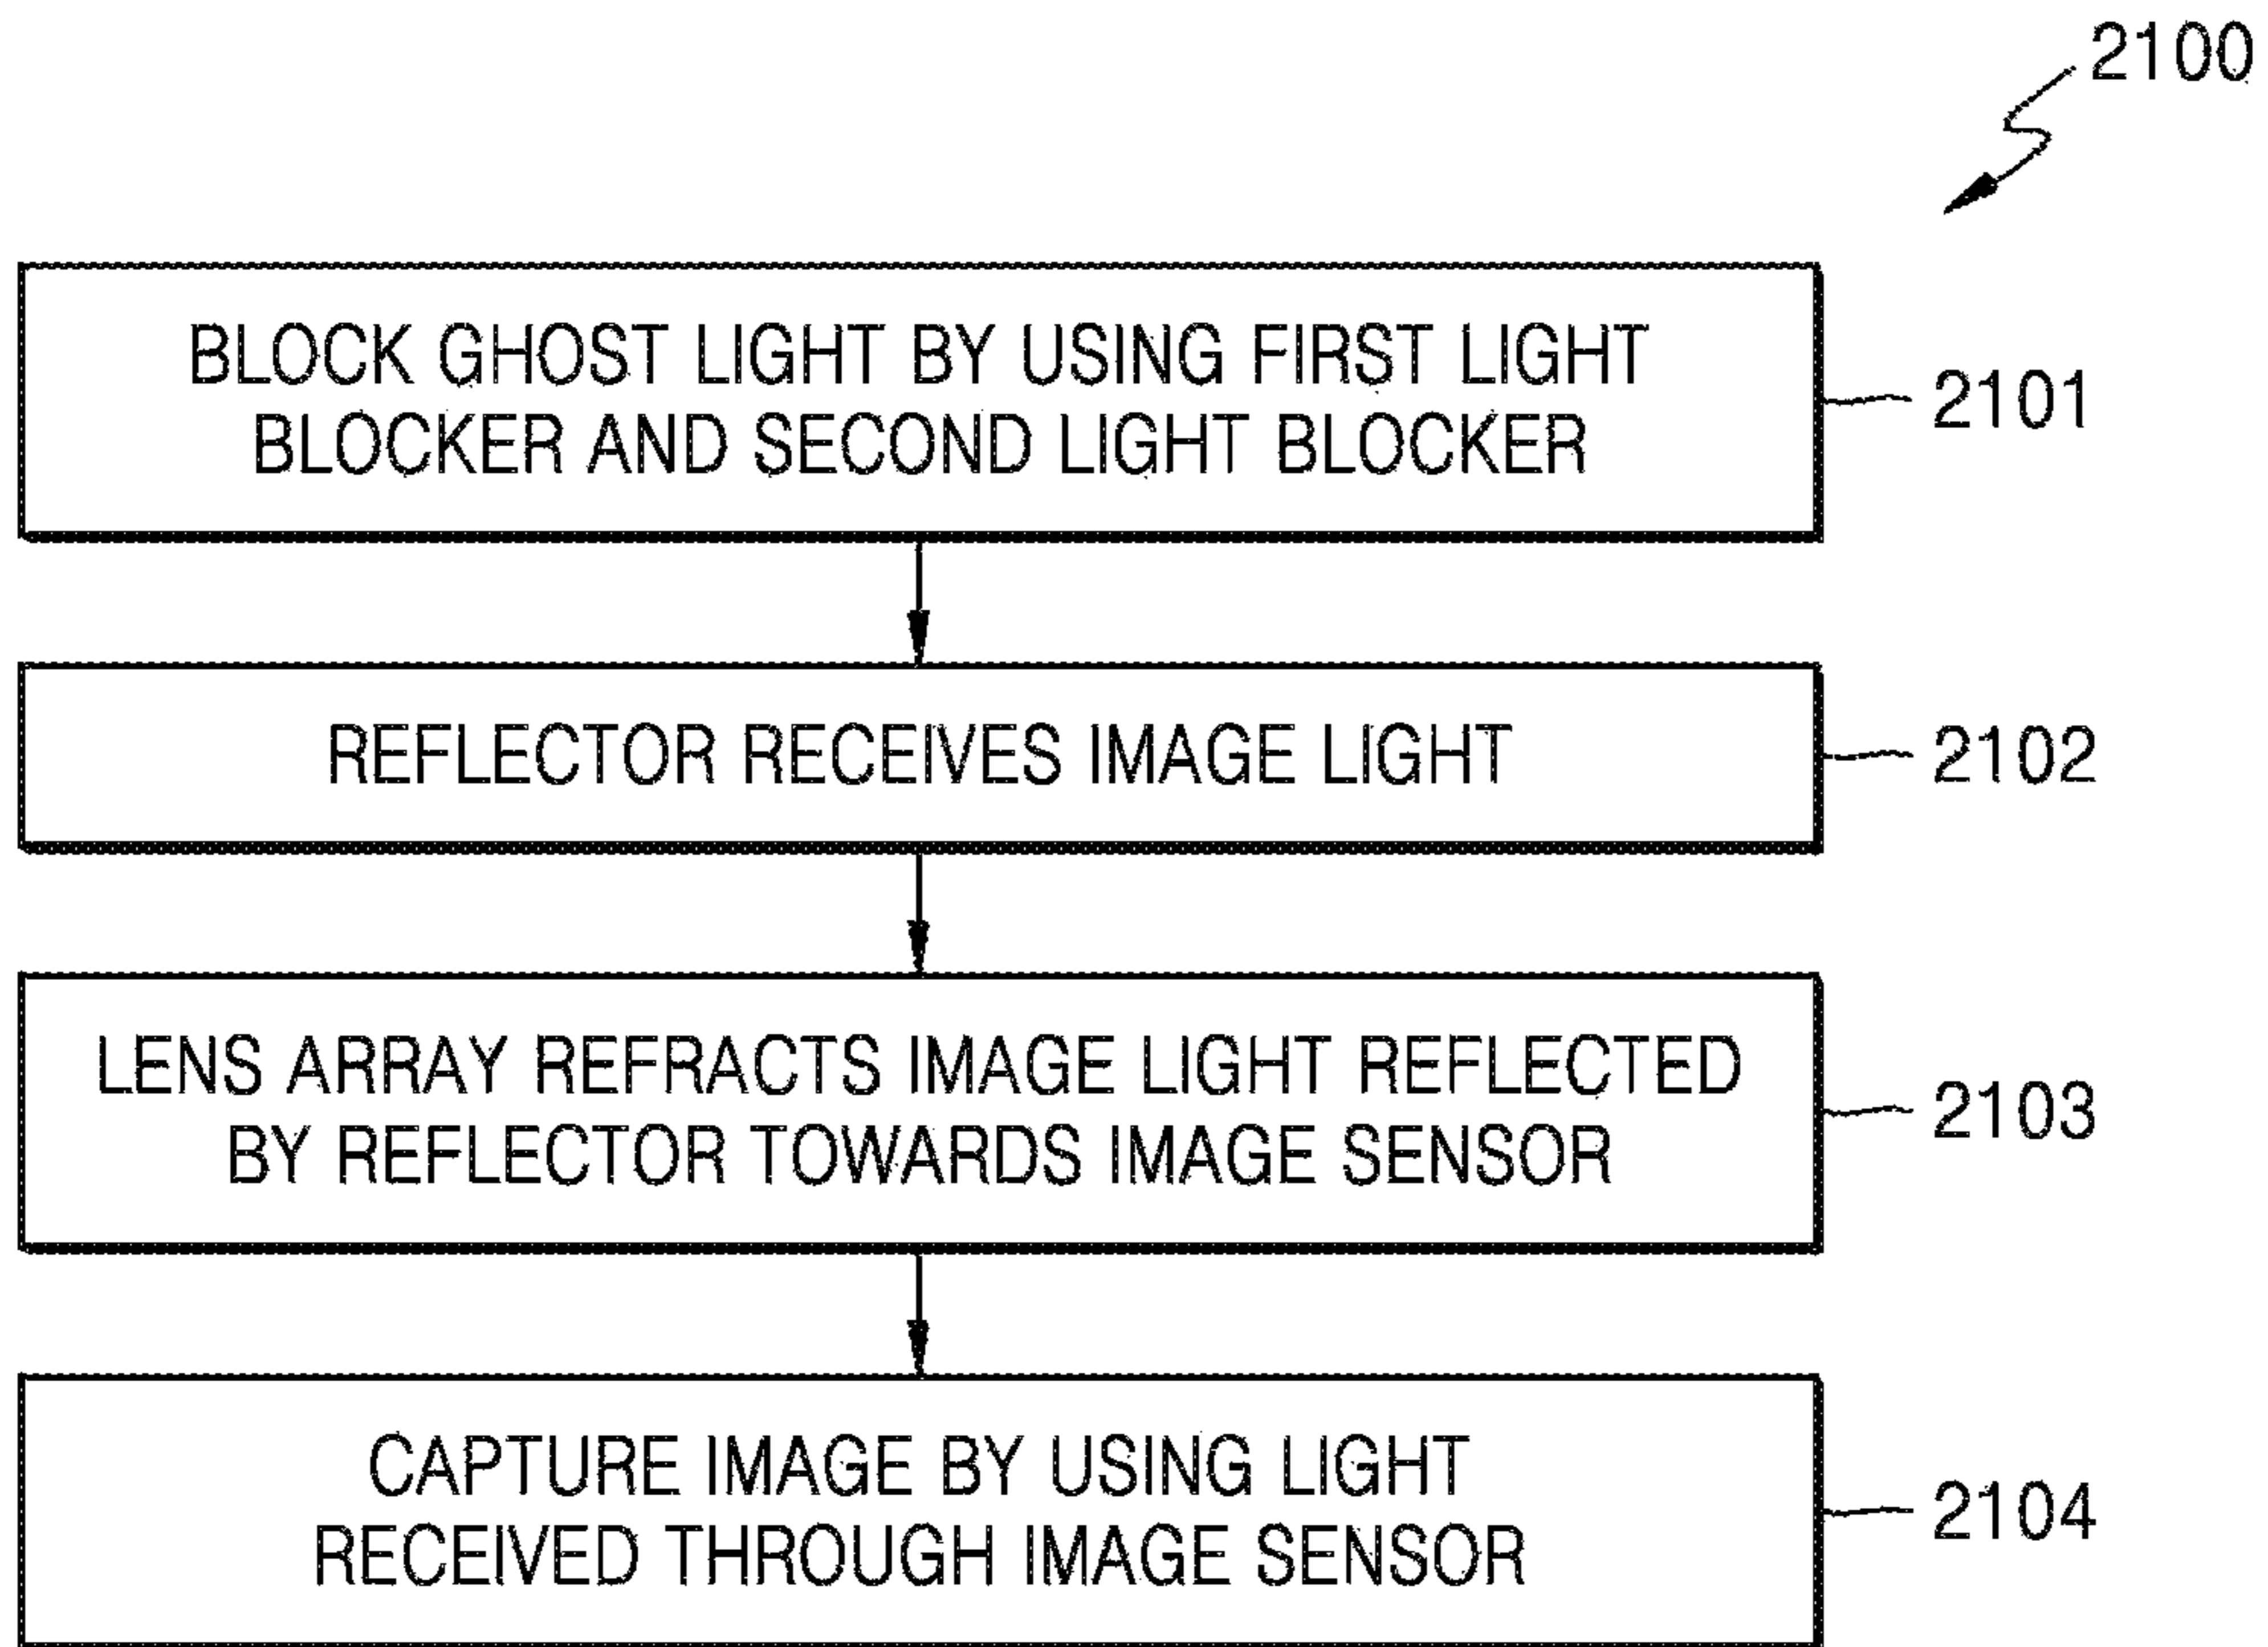 2100
BLOCK GHOST LIGHT BY USING FIRST LIGHT
BLOCKER AND SECOND LIGHT BLOCKER
2101
REFLECTOR RECEIVES IMAGE LIGHT
2102
LENS ARRAY REFRACTS IMAGE LIGHT REFLECTED
BY REFLECTOR TOWARDS IMAGE SENSOR
2103
CAPTURE IMAGE BY USING LIGHT
RECEIVED THROUGH IMAGE SENSOR
2104